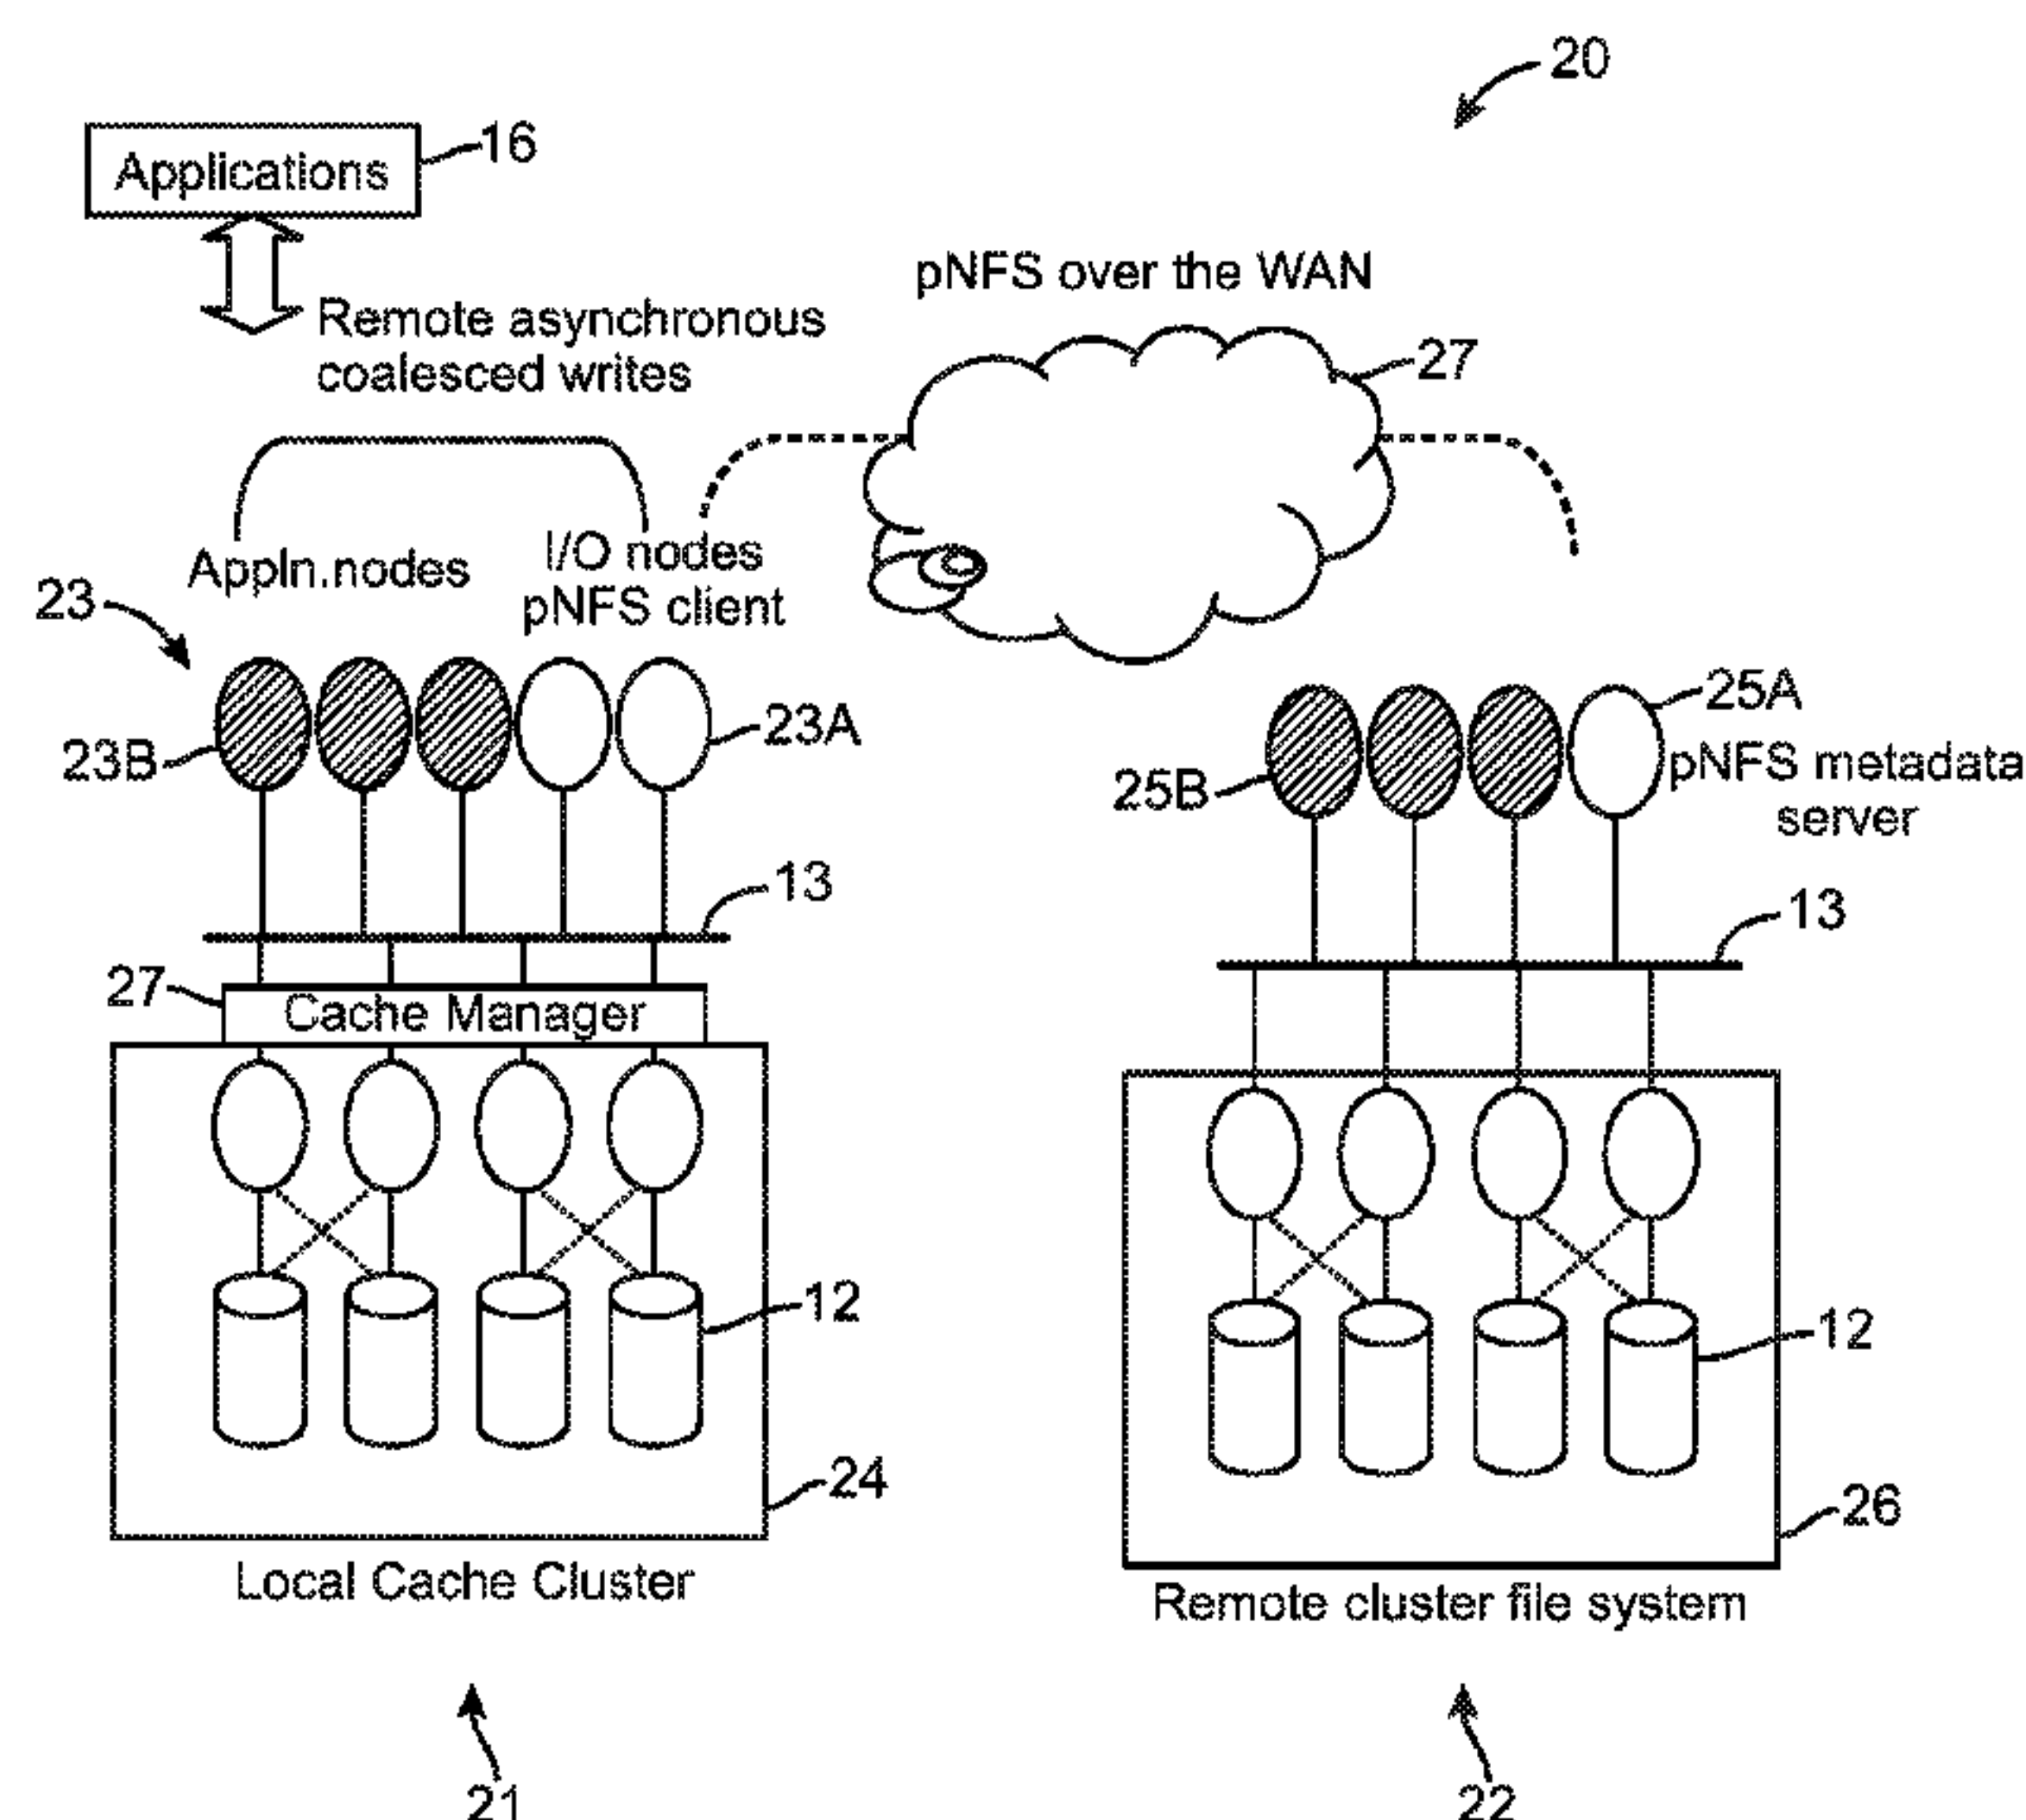 20
16
Applications
pNFS over the WAN
Remote asynchronous
coalesced writes
27
Appln.nodes
I/O nodes
pNFS client
23
23B
23A
25A
25B
pNFS metadata
server
13
13
27
Cache Manager
12
12
24
26
Local Cache Cluster
Remote cluster file system
21
22